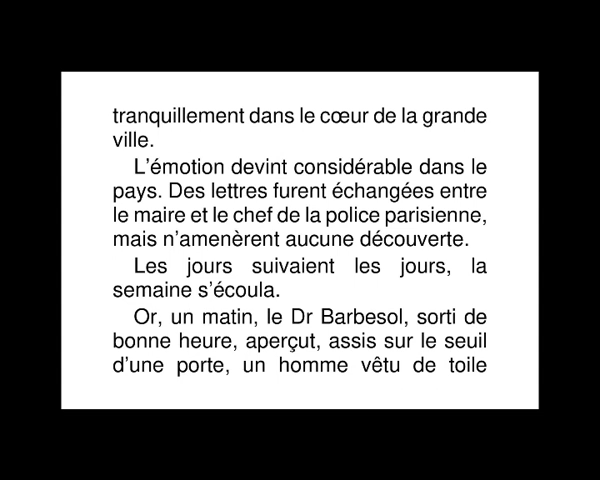 tranquillement dans le cœur de la grande
ville.
L’émotion devint considérable dans le
pays. Des lettres furent échangées entre
le maire et le chef de la police parisienne,
mais n’amenèrent aucune découverte.
Les jours suivaient les jours, la
semaine s’écoula.
Or, un matin, le Dr Barbesol, sorti de
bonne heure, aperçut, assis sur le seuil
d’une porte, un homme vêtu de toile